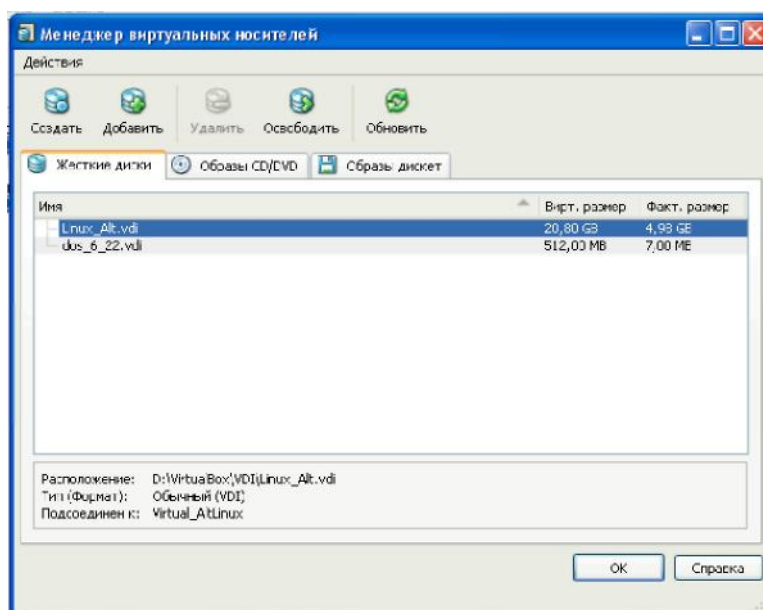 Менеджер виртуальных носителей
Действия
Создать Добавить Удалить Освободить Обновить
Жесткие диски Образы CD/DVD Образы дискет
Имя Вирт. размер Факт. размер
Linux_Alt.vdi 20,80 GB 4,98 GB
dos_6_22.vdi 512,00 MB 7,00 MB
Расположение: D:\VirtualBox\VDI\Linux_Alt.vdi
Тип (Формат): Обычный (VDI)
Подсоединен к: Virtual_AltLinux
OK Справка